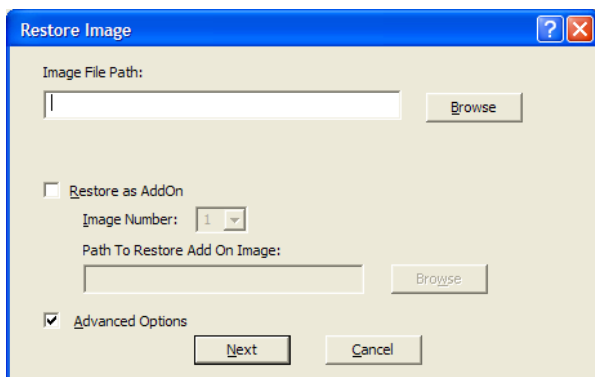 Restore Image
Image File Path:
Browse
Restore as AddOn
Image Number: 1
Path To Restore Add On Image:
Browse
Advanced Options
Next Cancel